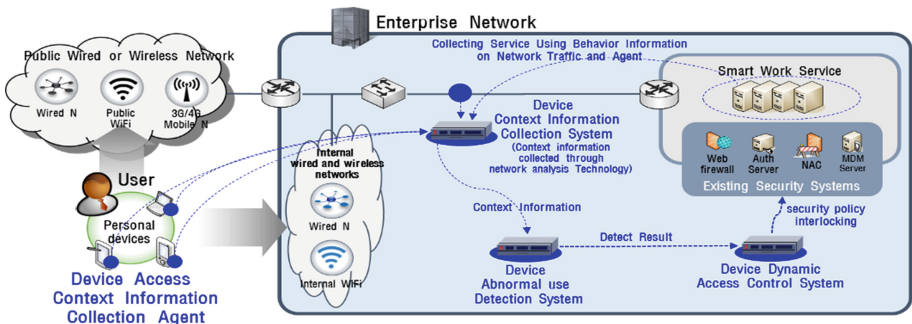 Enterprise Network
Public Wired or Wireless Network
Wired N
Public
WiFi
3G/4G
Mobile N
User
Personal
devices
Device Access
Context Information
Collection Agent
Internal
wired and wireless
networks
Wired N
Internal WiFi
Collecting Service Using Behavior Information
on Network Traffic and Agent
Device
Context Information
Collection System
(Context information
collected through
network analysis Technology)
Context Information
Device
Abnormal use
Detection System
Detect Result
Device Dynamic
Access Control System
security policy
interlocking
Smart Work Service
Web
firewall
Auth
Server
NAC
MDM
Server
Existing Security Systems